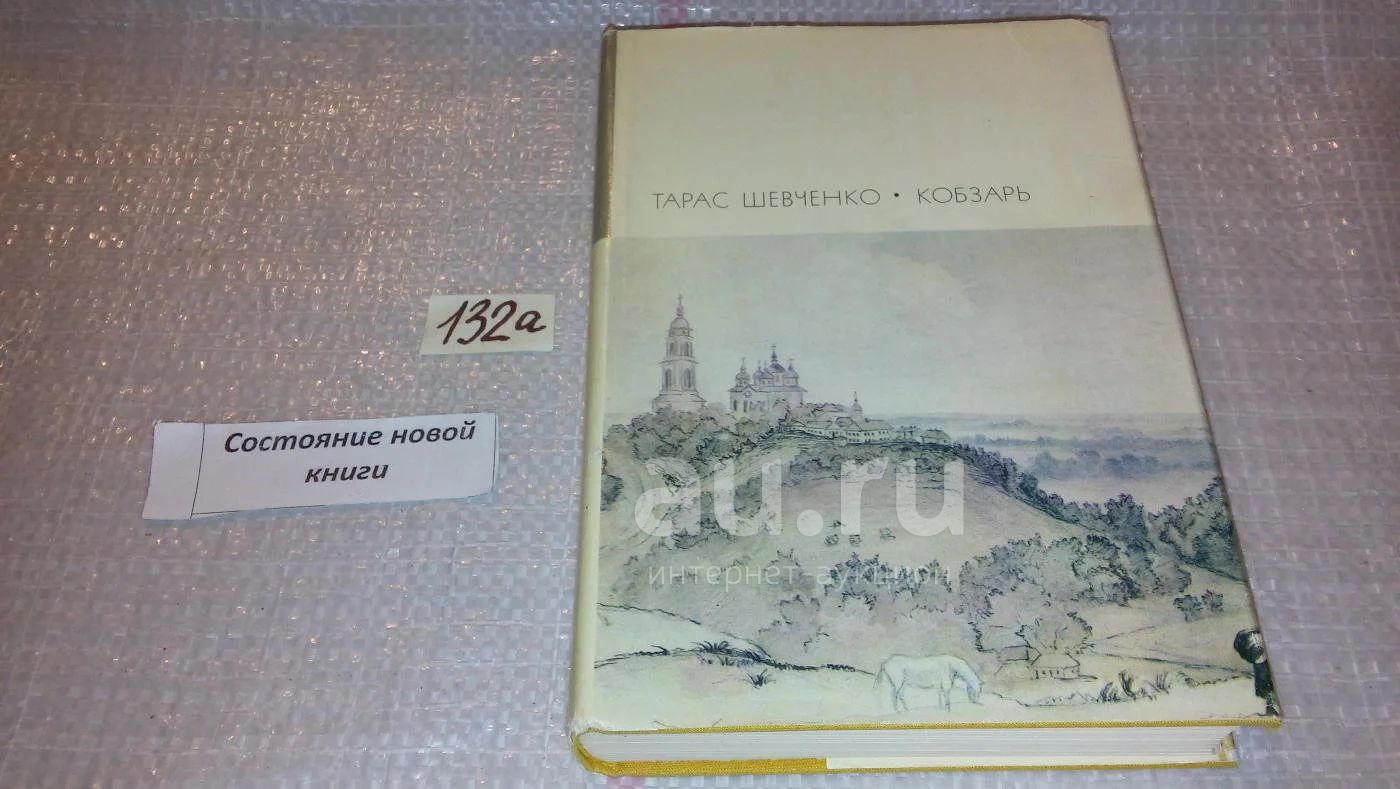 ТАРАС ШЕВЧЕНКО • КОБЗАРЬ
132а
Состояние новой
книги
au.ru
интернет аукцион